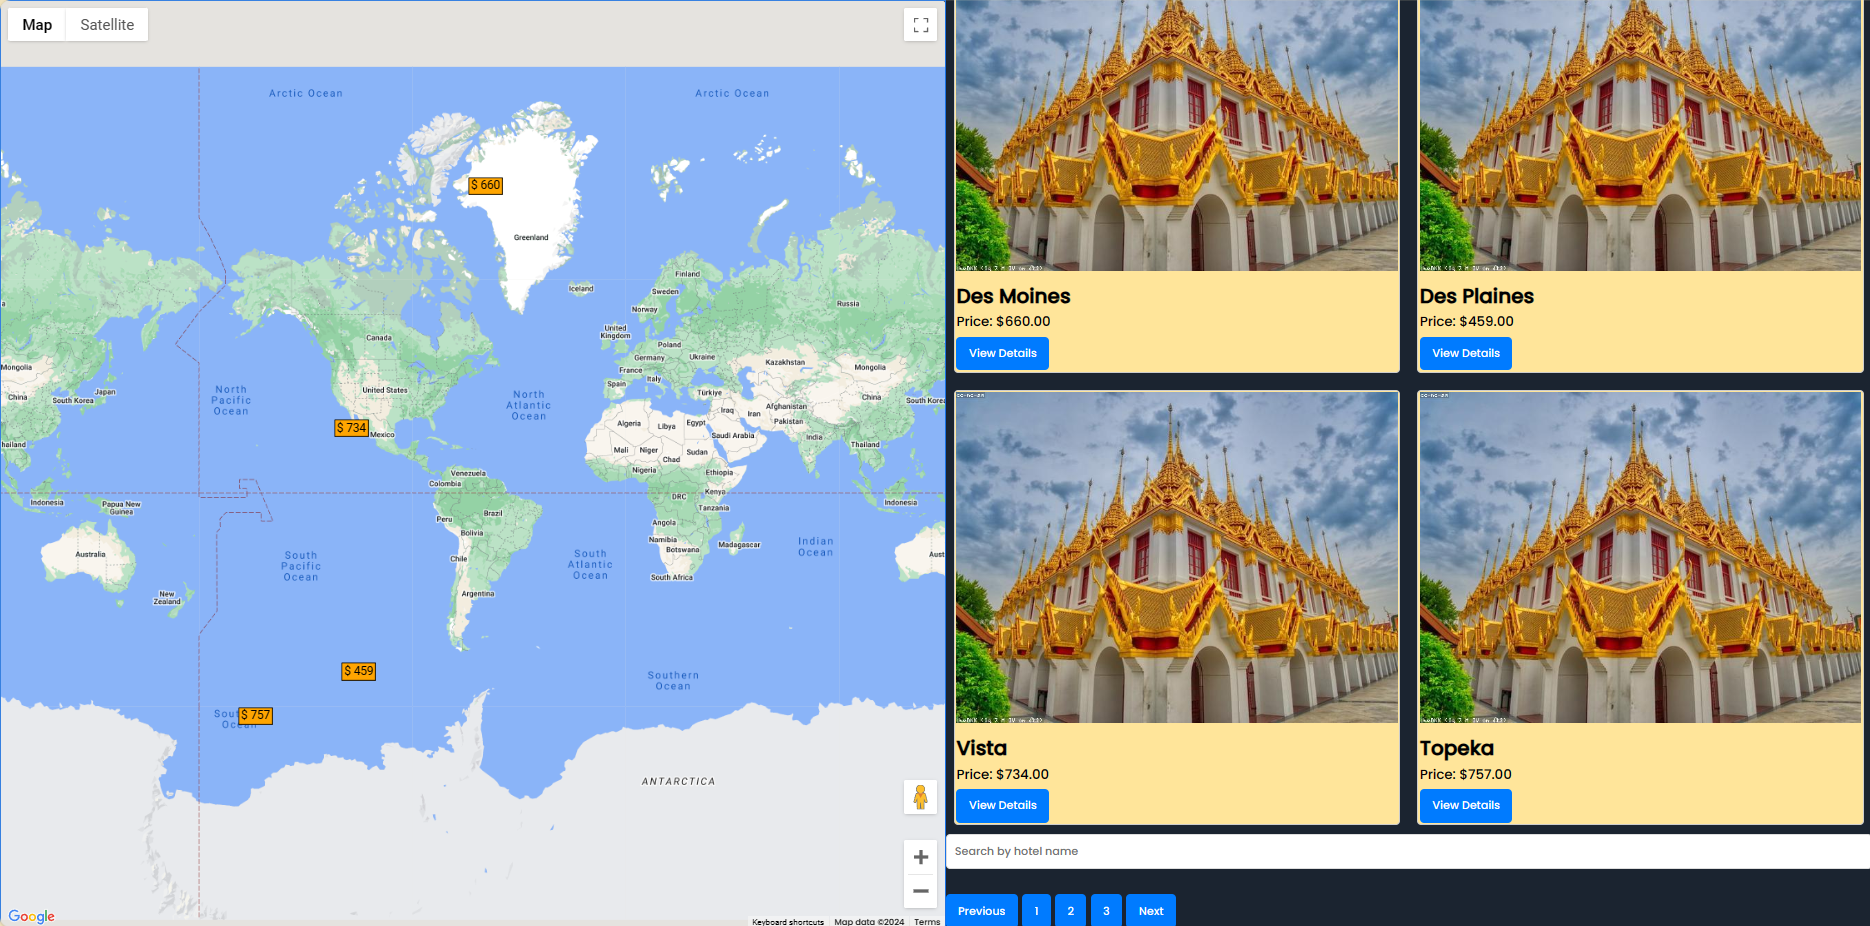 Map
Satellite
Arctic Ocean
Arctic Ocean
$ 660
Greenland
Finland
Iceland
Sweden
Russia
Norway
United
Kingdom
Canada
Poland
Germany
Ukraine
Kazakhstan
Mongolia
Mongolia
France
Spain
Italy
Türkiye
United States
North
Pacific
Ocean
North
Atlantic
Ocean
Japan
China
South Korea
China
South Korea
Iraq
Iran
Afghanistan
Pakistan
Algeria
Libya
Egypt
Saudi Arabia
India
Thailand
$ 734
Mexico
Mali
Niger
Chad
Sudan
Nigeria
Ethiopia
Venezuela
Colombia
Kenya
DRC
Tanzania
Indonesia
Papua New
Guinea
Indonesia
Peru
Brazil
Bolivia
Angola
Namibia
Botswana
Madagascar
Indian
Ocean
Australia
Aust
South
Pacific
Ocean
South
Atlantic
Ocean
Chile
South Africa
Argentina
New
Zealand
$ 459
Southern
Ocean
$ 757
ANTARCTICA
Google
Keyboard shortcuts
Map data ©2024
Terms
Des Moines
Price: $660.00
View Details
Des Plaines
Price: $459.00
View Details
Vista
Price: $734.00
View Details
Topeka
Price: $757.00
View Details
Search by hotel name
Previous
1
2
3
Next